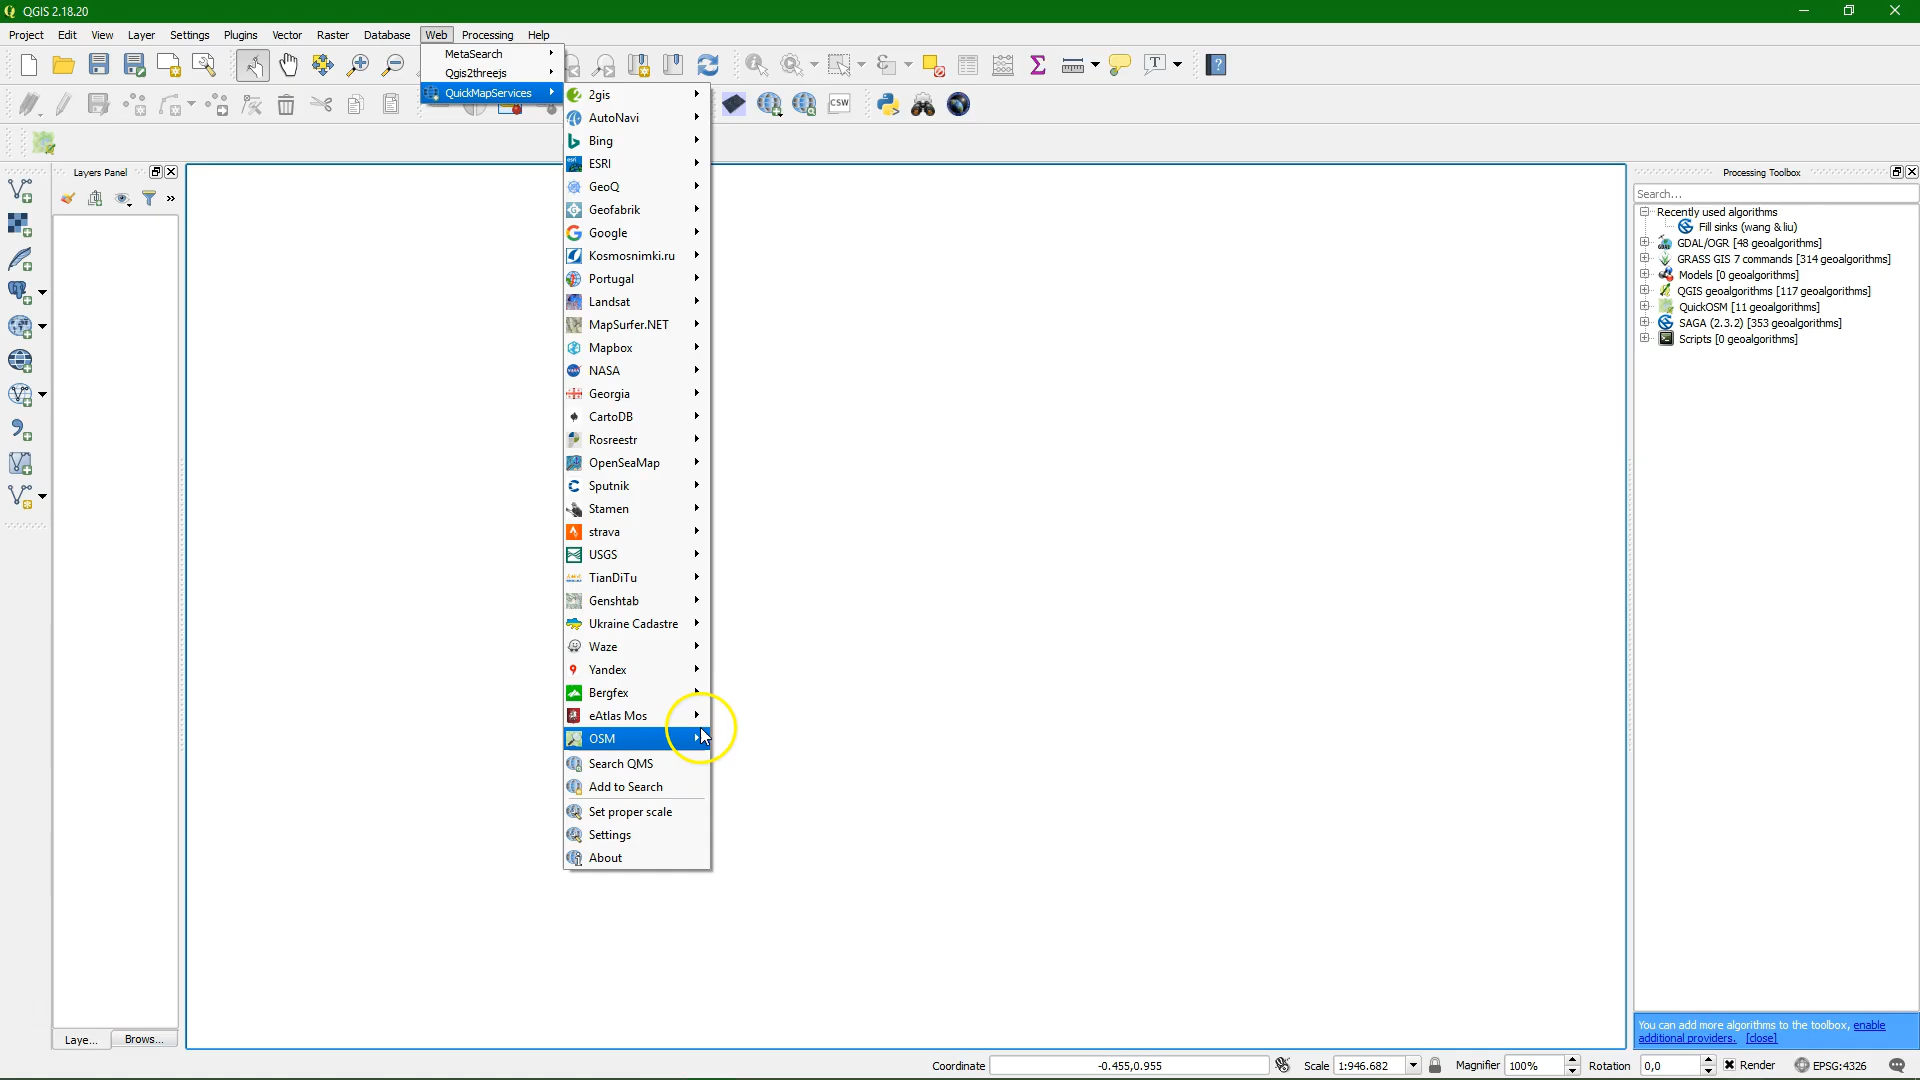 QGIS 2.18.20
Project Edit View Layer Settings Plugins Vector Raster Database Web Processing Help
MetaSearch
Qgis2threejs
QuickMapServices
2gis
CSW
AutoNavi
Bing
ESRI
GeoQ
Geofabrik
Google
Kosmosnimki.ru
Portugal
Landsat
MapSurfer.NET
Mapbox
NASA
Georgia
CartoDB
Rosreestr
OpenSeaMap
Sputnik
Stamen
strava
USGS
TianDiTu
Genshtab
Ukraine Cadastre
Waze
Yandex
Bergfex
eAtlas Mos
OSM
Search QMS
Add to Search
Set proper scale
Settings
About
Layers Panel
Laye...
Brows...
Processing Toolbox
Search...
Recently used algorithms
Fill sinks (wang & liu)
GDAL/OGR [48 geoalgorithms]
GRASS GIS 7 commands [314 geoalgorithms]
Models [0 geoalgorithms]
QGIS geoalgorithms [117 geoalgorithms]
QuickOSM [11 geoalgorithms]
SAGA (2.3.2) [353 geoalgorithms]
Scripts [0 geoalgorithms]
You can add more algorithms to the toolbox, enable
additional providers. [close]
Coordinate -0.455,0.955 Scale 1:946.682 Magnifier 100% Rotation 0,0 Render EPSG:4326